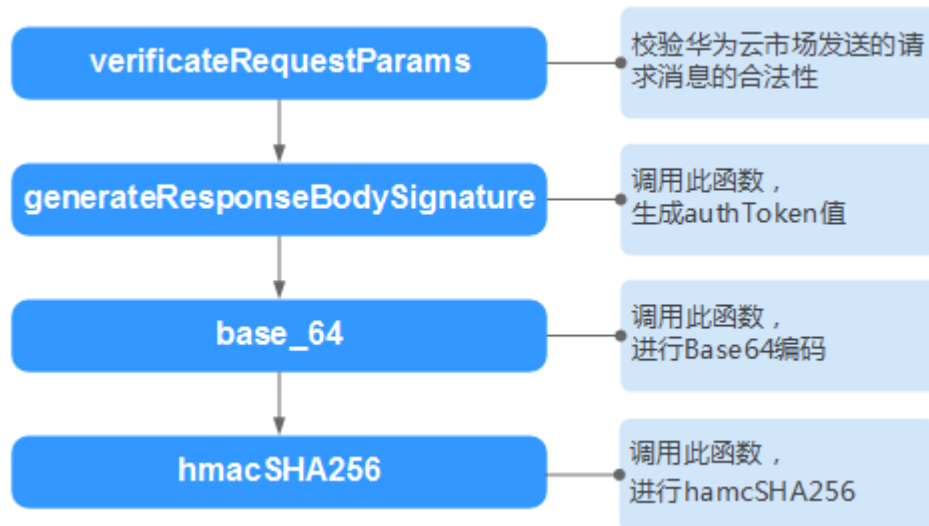 verificateRequestParams
校验华为云市场发送的请
求消息的合法性
generateResponseBodySignature
调用此函数，
生成authToken值
base_64
调用此函数，
进行Base64编码
hmacSHA256
调用此函数，
进行hamcSHA256